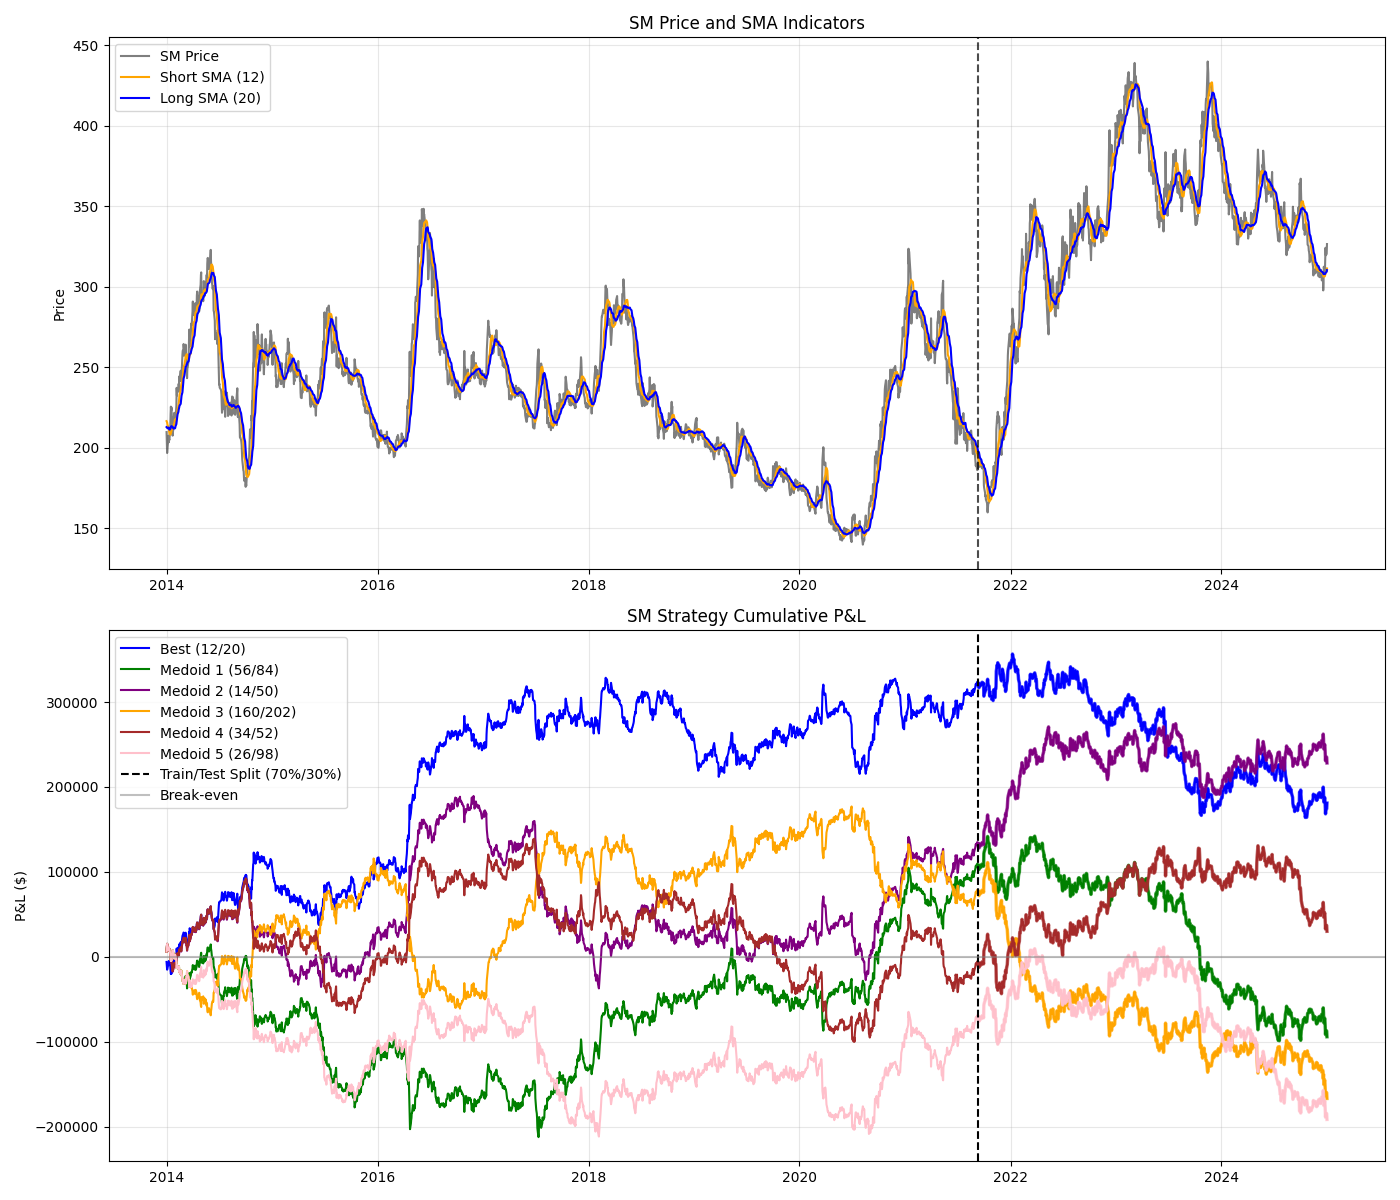 SM Price and SMA Indicators
SM Price
Short SMA (12)
Long SMA (20)
Price
450
400
350
300
250
200
150
2014
2016
2018
2020
2022
2024
SM Strategy Cumulative P&L
Best (12/20)
Medoid 1 (56/84)
Medoid 2 (14/50)
Medoid 3 (160/202)
Medoid 4 (34/52)
Medoid 5 (26/98)
Train/Test Split (70%/30%)
Break-even
P&L ($)
300000
200000
100000
0
−100000
−200000
2014
2016
2018
2020
2022
2024